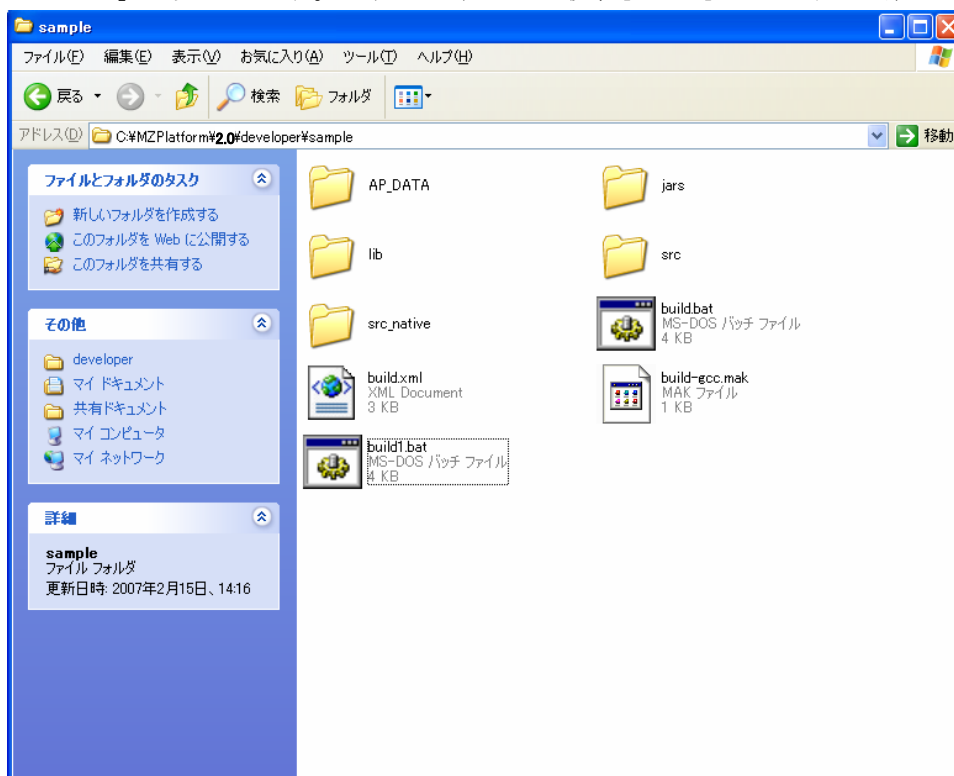 sample
ファイル(F) 編集(E) 表示(V) お気に入り(A) ツール(T) ヘルプ(H)
戻る 検索 フォルダ
アドレス(D) C:¥MZPlatform¥2.0¥developer¥sample 移動
ファイルとフォルダのタスク
新しいフォルダを作成する
このフォルダを Web に公開する
このフォルダを共有する
その他
developer
マイ ドキュメント
共有ドキュメント
マイ コンピュータ
マイ ネットワーク
詳細
sample
ファイル フォルダ
更新日時: 2007年2月15日、14:16
AP_DATA
jars
lib
src
src_native
build.bat
MS-DOS バッチ ファイル
4 KB
build.xml
XML Document
3 KB
build-gcc.mak
MAK ファイル
1 KB
build1.bat
MS-DOS バッチ ファイル
4 KB